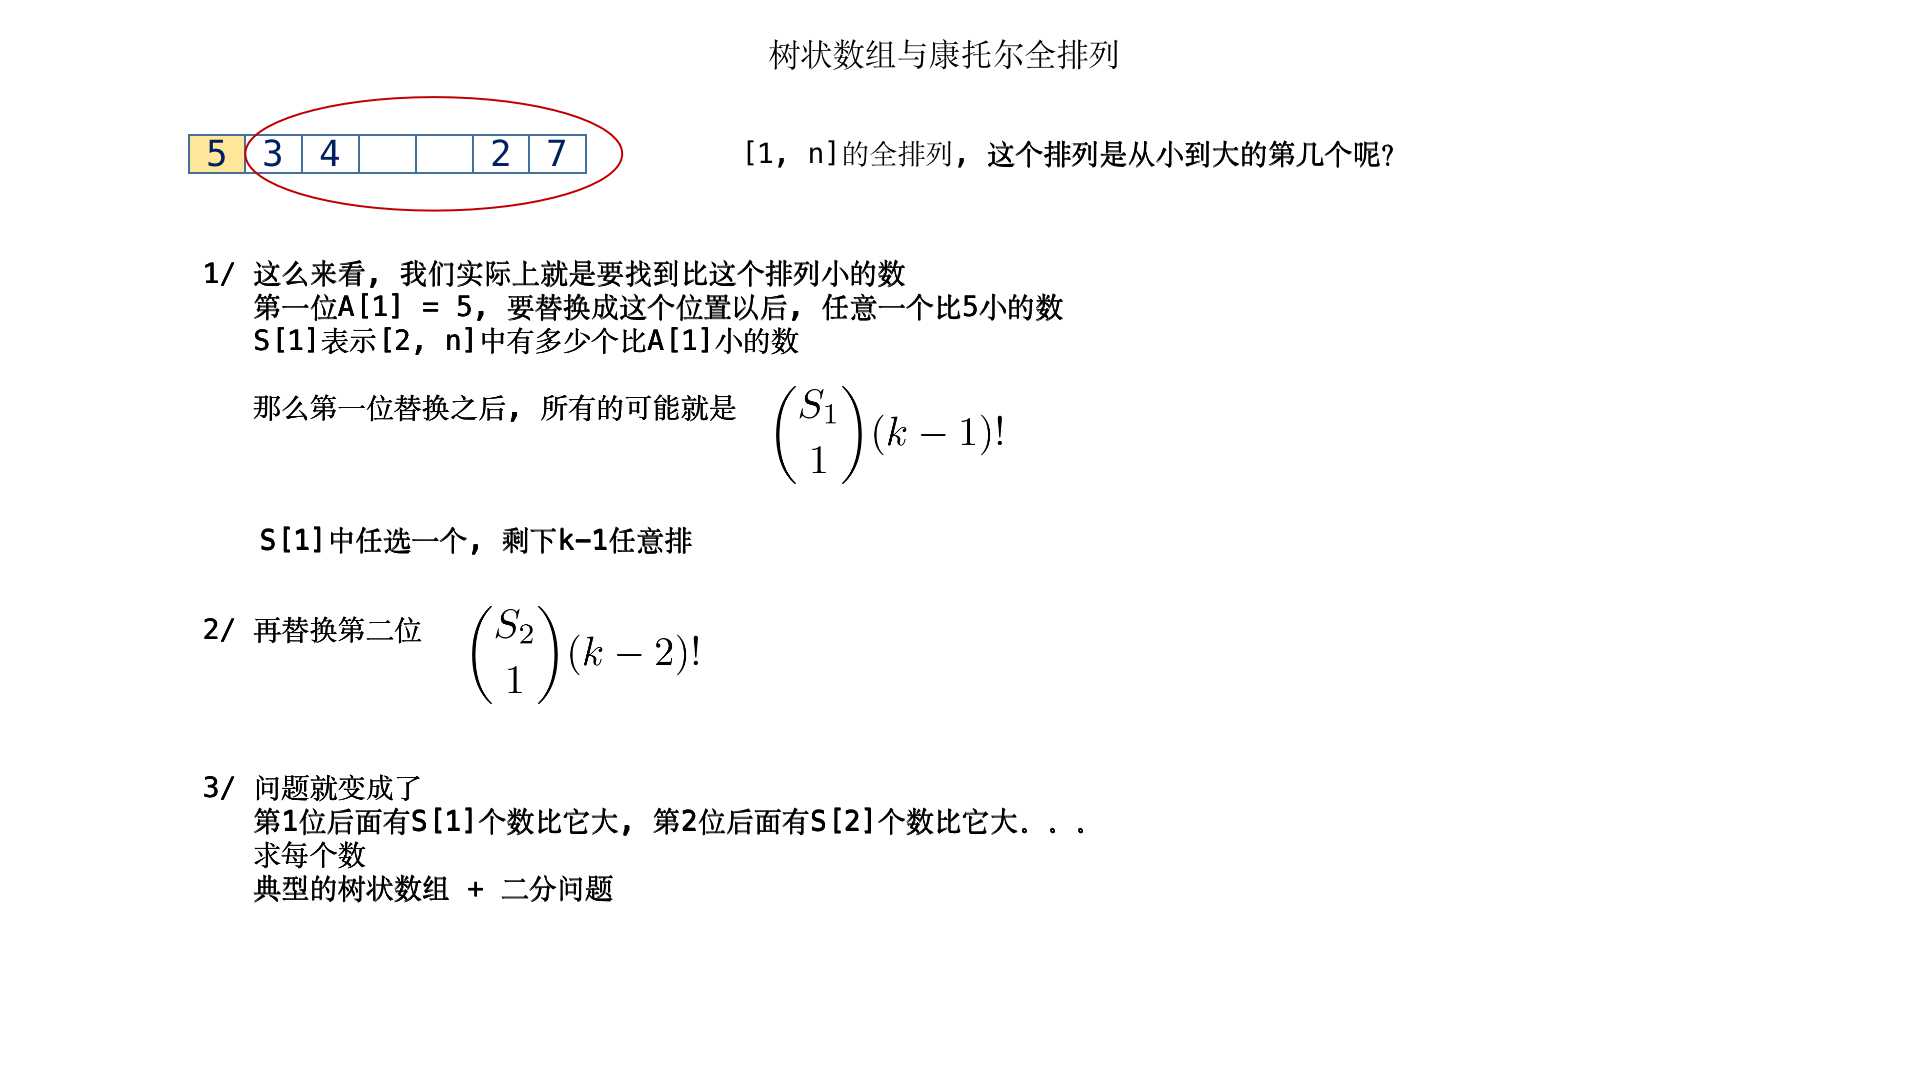 树状数组与康托尔全排列
5 3 4 2 7
[1, n]的全排列, 这个排列是从小到大的第几个呢?
1/ 这么来看, 我们实际上就是要找到比这个排列小的数
第一位A[1] = 5, 要替换成这个位置以后, 任意一个比5小的数
S[1]表示[2, n]中有多少个比A[1]小的数
那么第一位替换之后, 所有的可能就是 \binom{S_1}{1}(k-1)!
S[1]中任选一个, 剩下k-1任意排
2/ 再替换第二位 \binom{S_2}{1}(k-2)!
3/ 问题就变成了
第1位后面有S[1]个数比它大, 第2位后面有S[2]个数比它大...
求每个数
典型的树状数组 + 二分问题